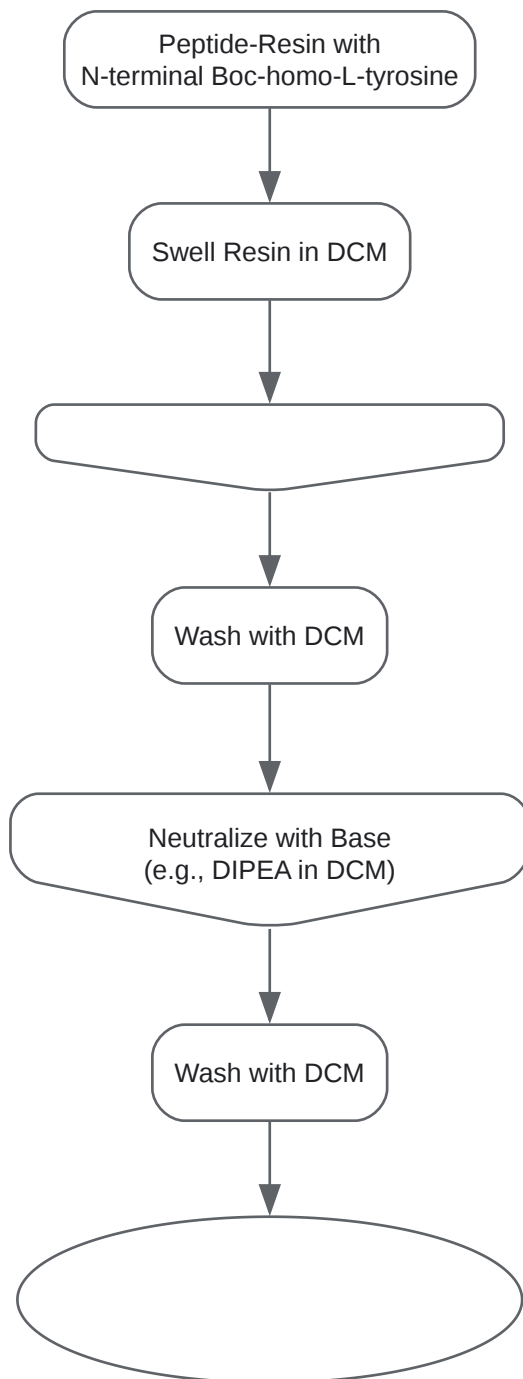 Peptide-Resin with
N-terminal Boc-homo-L-tyrosine
Swell Resin in DCM
Wash with DCM
Neutralize with Base
(e.g., DIPEA in DCM)
Wash with DCM